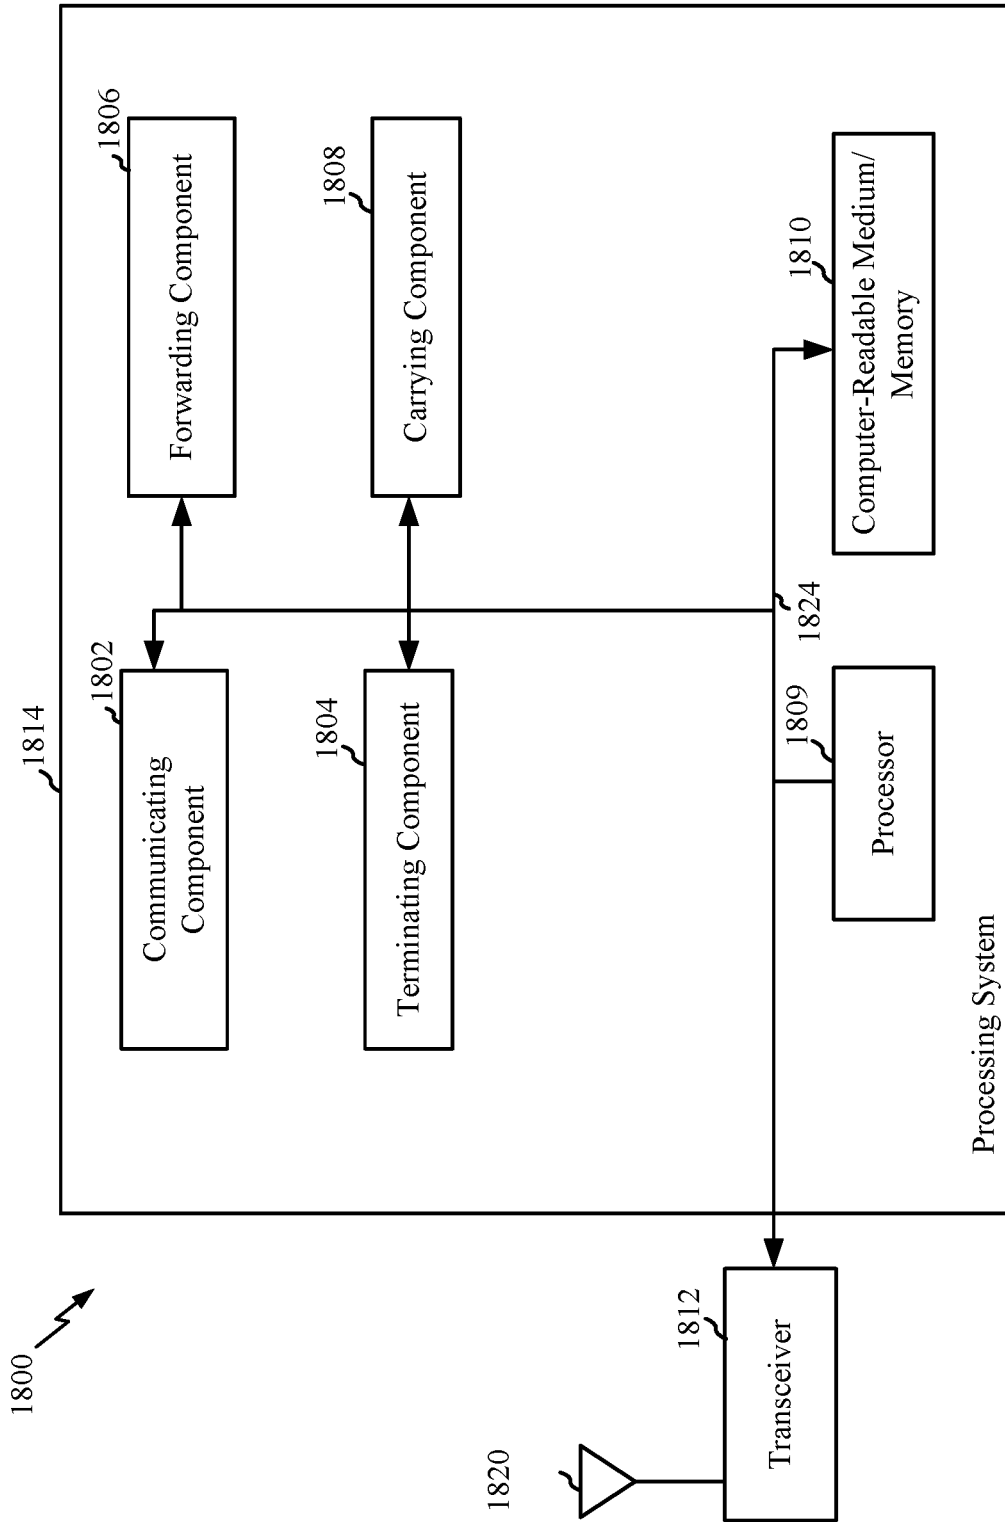 1800
1814
1802
Communicating
Component
1806
Forwarding Component
1804
Terminating Component
1808
Carrying Component
1820
1812
Transceiver
1809
Processor
1824
1810
Computer-Readable Medium/
Memory
Processing System